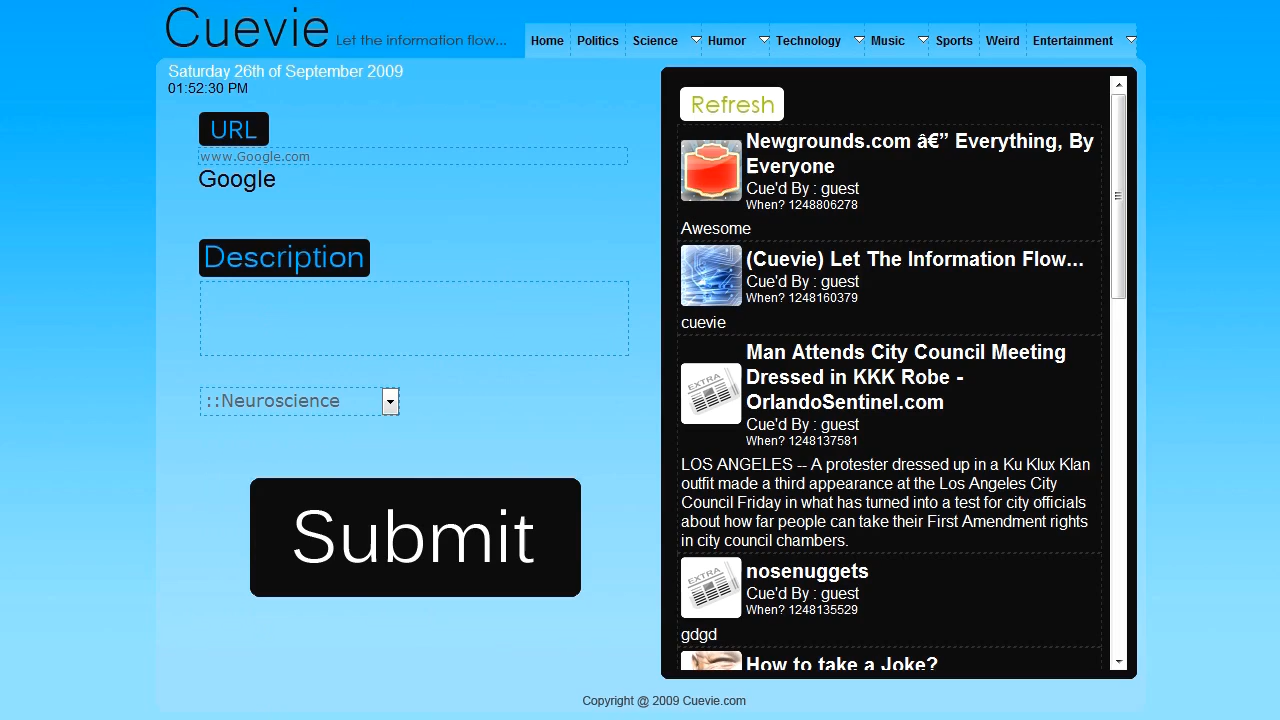 Cuevie Let the information flow...
Home Politics Science Humor Technology Music Sports Weird Entertainment
Saturday 26th of September 2009
01:52:30 PM
URL
www.Google.com
Google
Description
::Neuroscience
Submit
Refresh
Newgrounds.com â€” Everything, By
Everyone
Cue'd By : guest
When? 1248806278
Awesome
(Cuevie) Let The Information Flow...
Cue'd By : guest
When? 1248160379
cuevie
EXTRA
Man Attends City Council Meeting
Dressed in KKK Robe -
OrlandoSentinel.com
Cue'd By : guest
When? 1248137581
LOS ANGELES -- A protester dressed up in a Ku Klux Klan
outfit made a third appearance at the Los Angeles City
Council Friday in what has turned into a test for city officials
about how far people can take their First Amendment rights
in city council chambers.
EXTRA
nosenuggets
Cue'd By : guest
When? 1248135529
gdgd
How to take a Joke?
Copyright @ 2009 Cuevie.com